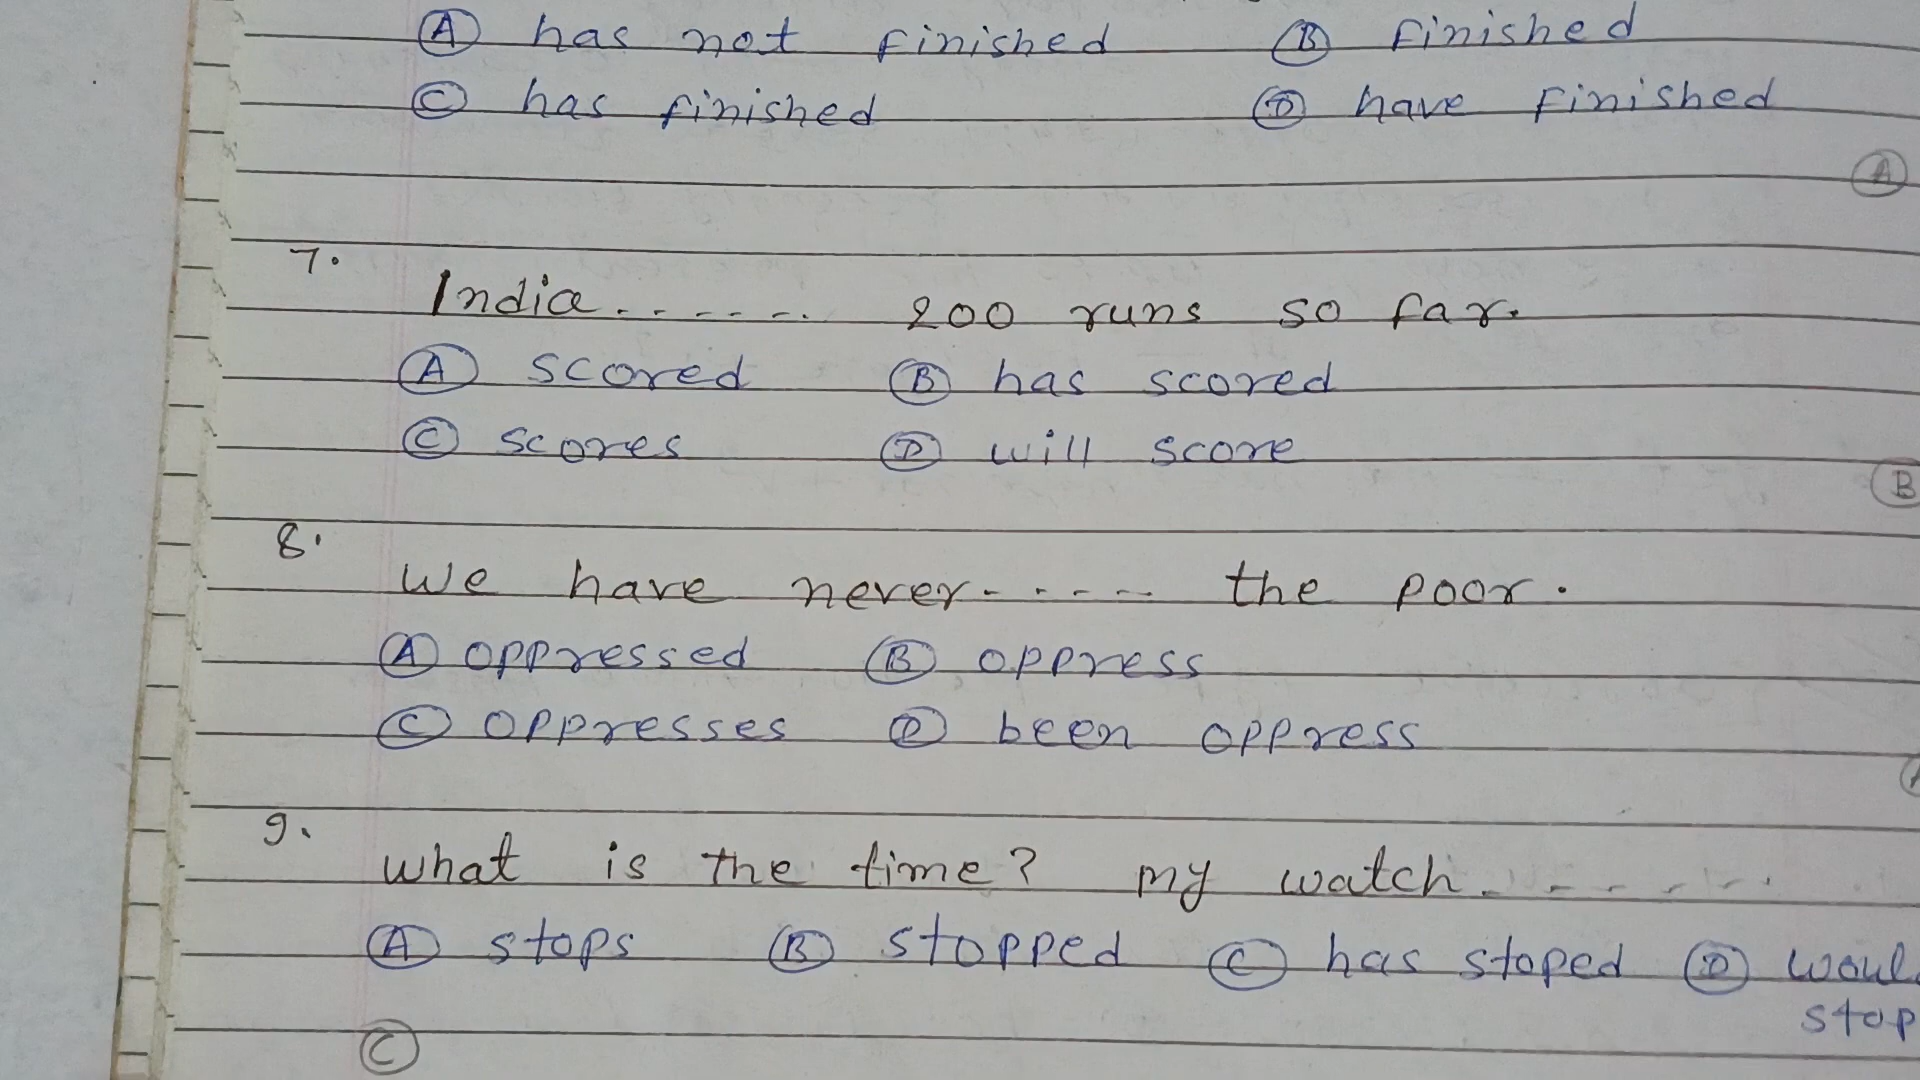 (A) has not finished (B) finished
(C) has finished (D) have finished
(A)
7.
India....... 200 runs so far.
(A) scored (B) has scored
(C) scores (D) will score
(B)
8.
We have never..... the poor.
(A) oppressed (B) oppress
(C) oppresses (D) been oppress
9.
what is the time? my watch.......
(A) stops (B) stopped (C) has stoped (D)
stop
(C)